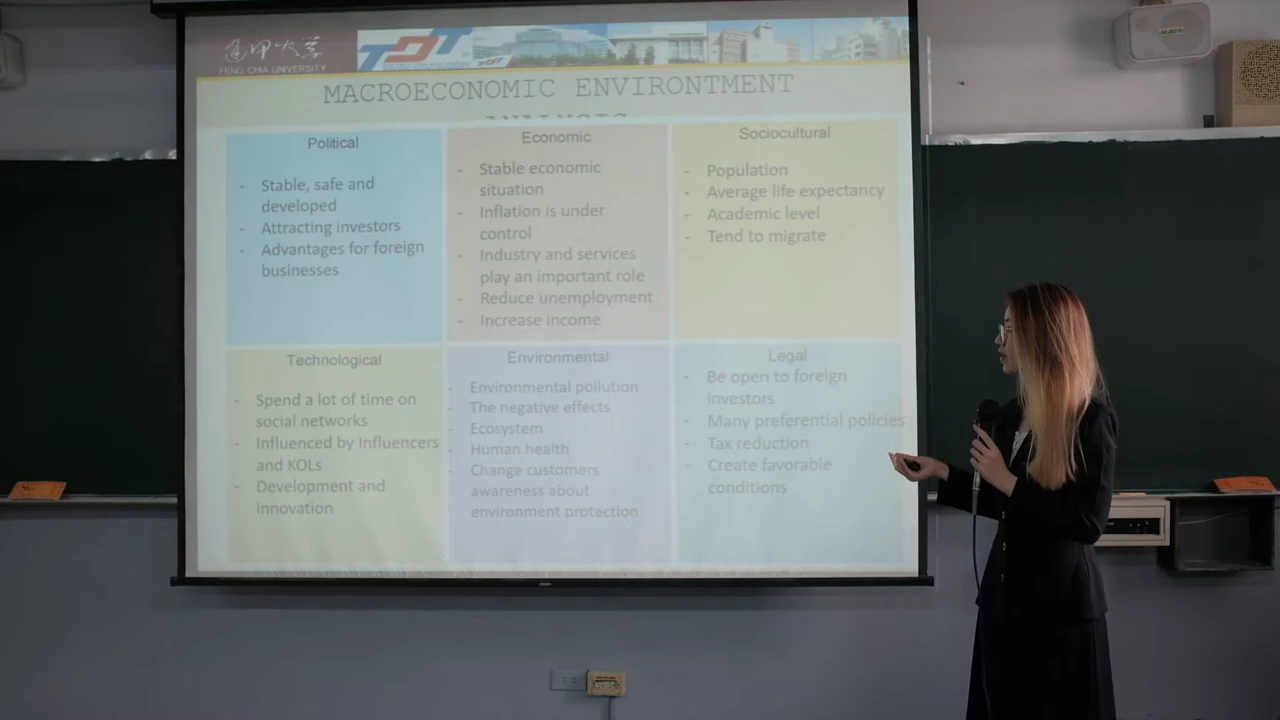 逢甲大學
FENG CHIA UNIVERSITY
TDT
TDT
MACROECONOMIC ENVIRONTMENT
ANALYSIS
Political
- Stable, safe and
developed
- Attracting investors
- Advantages for foreign
businesses
Economic
- Stable economic
situation
- Inflation is under
control
- Industry and services
play an important role
- Reduce unemployment
- Increase income
Sociocultural
- Population
- Average life expectancy
- Academic level
- Tend to migrate
Technological
- Spend a lot of time on
social networks
- Influenced by Influencers
and KOLs
- Development and
innovation
Environmental
- Environmental pollution
- The negative effects
- Ecosystem
- Human health
- Change customers
awareness about
environment protection
Legal
- Be open to foreign
investors
- Many preferential policies
- Tax reduction
- Create favorable
conditions